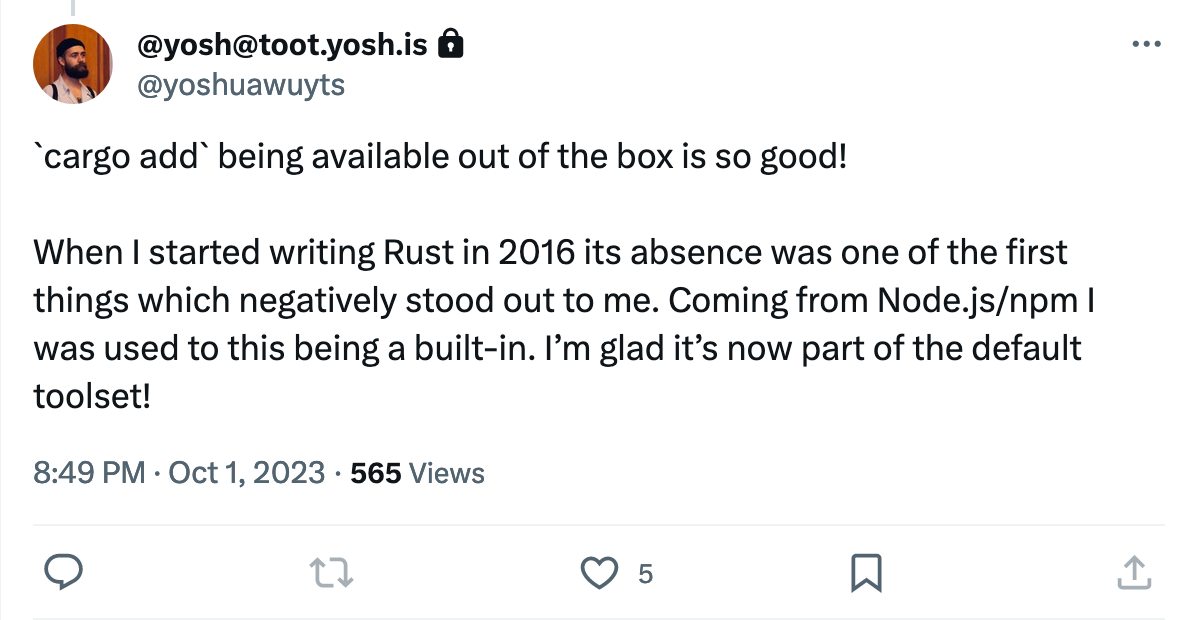 @yosh@toot.yosh.is
@yoshuawuyts
`cargo add` being available out of the box is so good!
When I started writing Rust in 2016 its absence was one of the first
things which negatively stood out to me. Coming from Node.js/npm I
was used to this being a built-in. I’m glad it’s now part of the default
toolset!
8:49 PM · Oct 1, 2023 · 565 Views
5